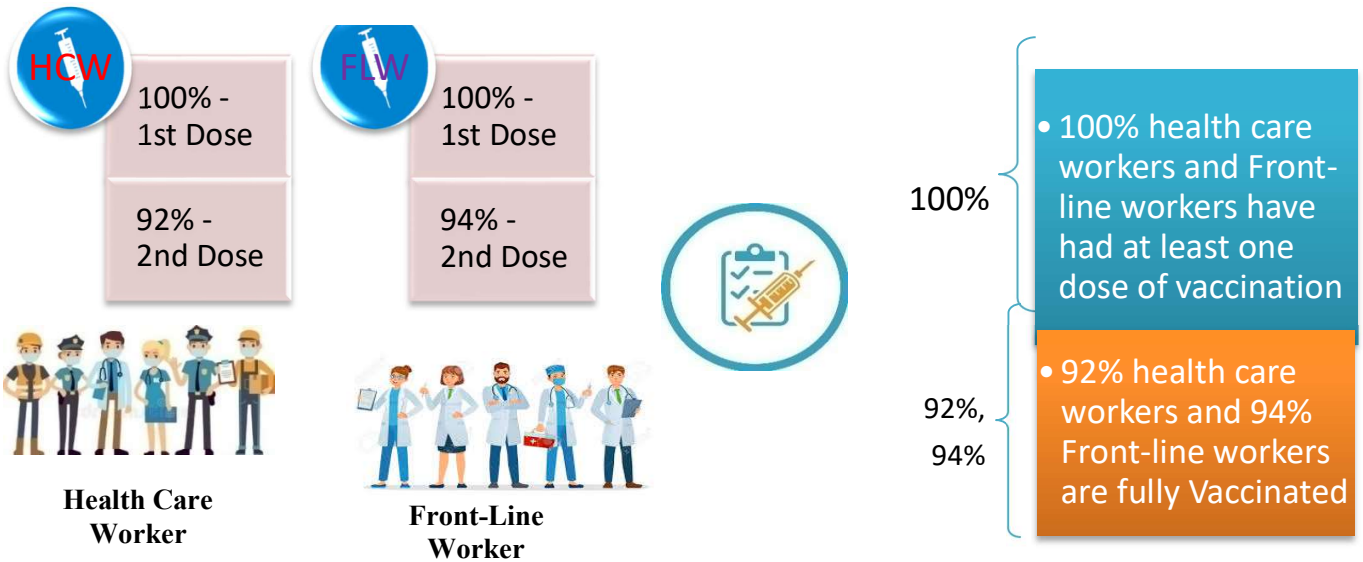 HCW
100% -
1st Dose
92% -
2nd Dose
Health Care
Worker
FLW
100% -
1st Dose
94% -
2nd Dose
Front-Line
Worker
100%
• 100% health care
workers and Front-
line workers have
had at least one
dose of vaccination
92%,
94%
• 92% health care
workers and 94%
Front-line workers
are fully Vaccinated